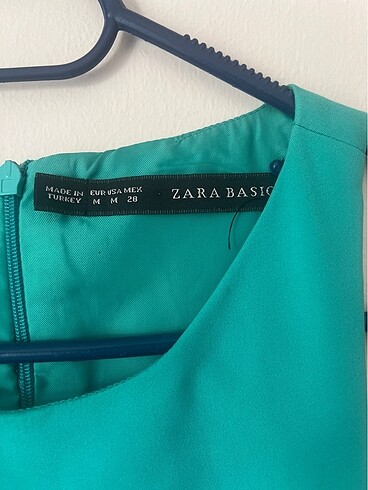 MADE IN EUR USA MEX
TURKEY M M 28
ZARA BASIC